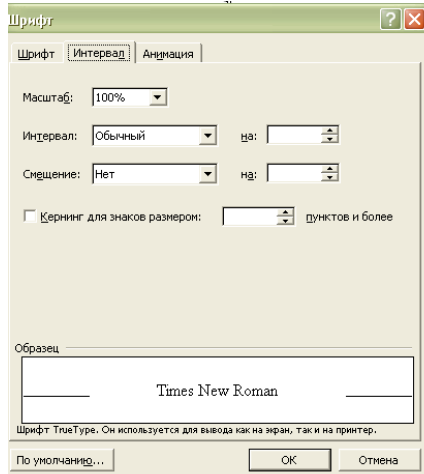 Шрифт
Шрифт Интервал Анимация
Масштаб: 100%
Интервал: Обычный на:
Смещение: Нет на:
Кернинг для знаков размером: пунктов и более
Образец
Times New Roman
Шрифт TrueType. Он используется для вывода как на экран, так и на принтер.
По умолчанию... ОК Отмена